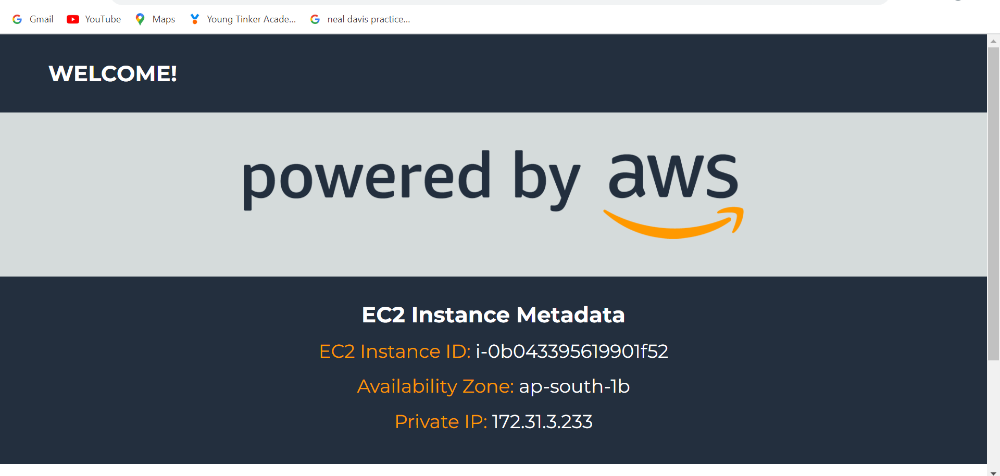 Gmail YouTube Maps Young Tinker Acade... neal davis practice...
WELCOME!
powered by aws
EC2 Instance Metadata
EC2 Instance ID: i-0b043395619901f52
Availability Zone: ap-south-1b
Private IP: 172.31.3.233